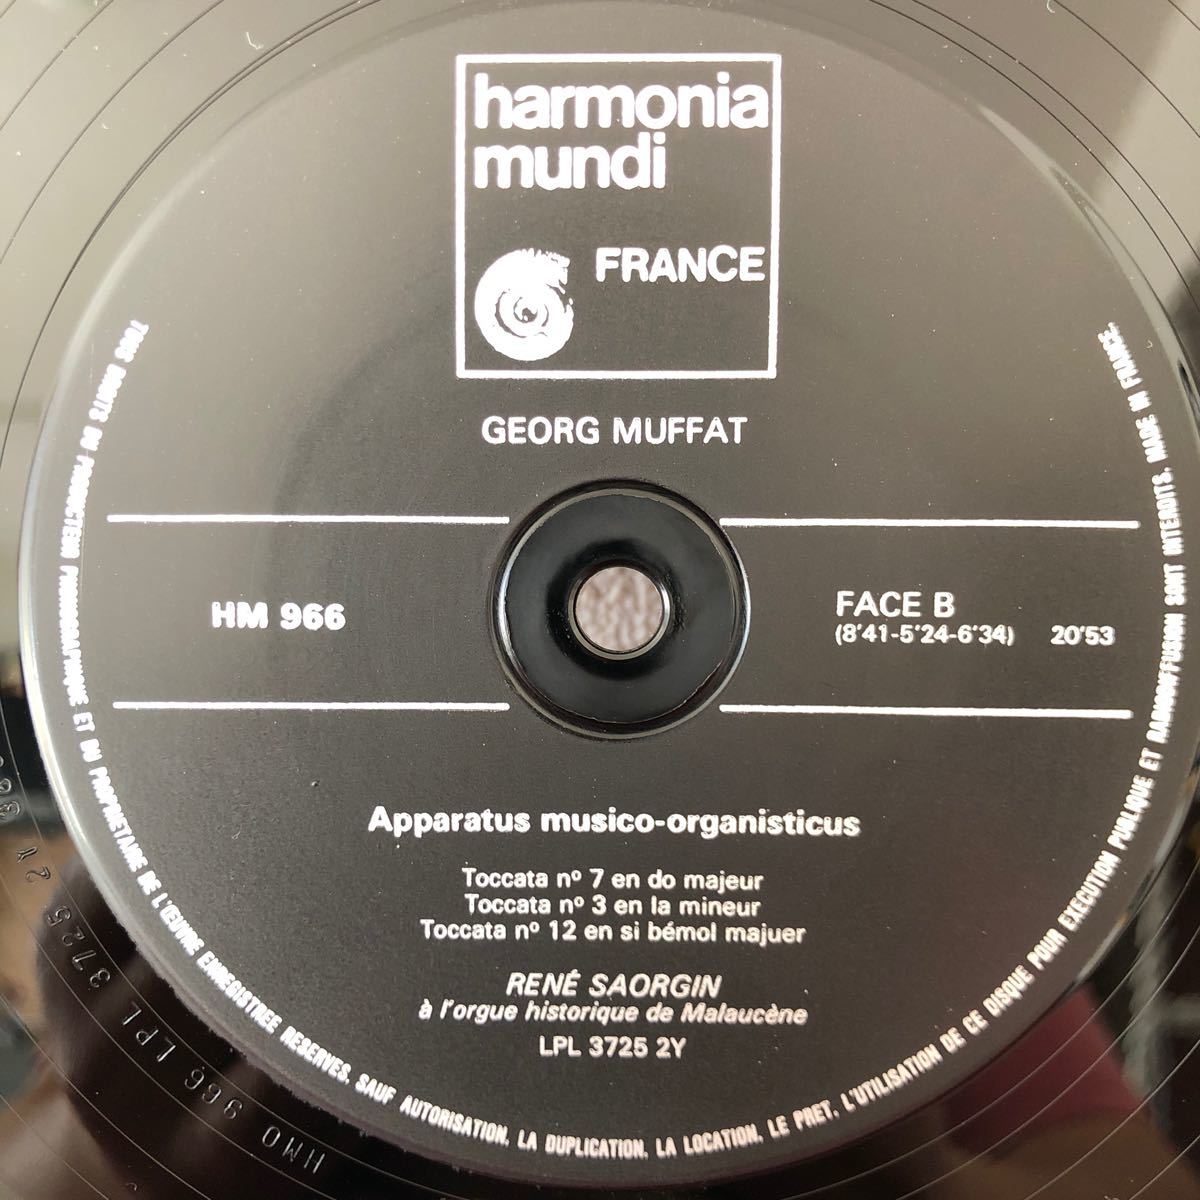 harmonia
mundi
FRANCE
GEORG MUFFAT
HM 966
FACE B
(8'41-5'24-6'34) 20'53
Apparatus musico-organisticus
Toccata nº 7 en do majeur
Toccata nº 3 en la mineur
Toccata nº 12 en si bémol majuer
RENÉ SAORGIN
à l'orgue historique de Malaucène
LPL 3725 2Y
TOUS DROITS DU PRODUCTEUR PHONOGRAPHIQUE ET DU PROPRIETAIRE DE L'ŒUVRE ENREGISTREE RESERVES. SAUF AUTORISATION, LA DUPLICATION, LA LOCATION, LE PRET, L'UTILISATION DE CE DISQUE POUR EXECUTION PUBLIQUE ET RADIODIFFUSION SONT INTERDITS. MADE IN FRANCE.
HMO 966 LPL 3725 2Y